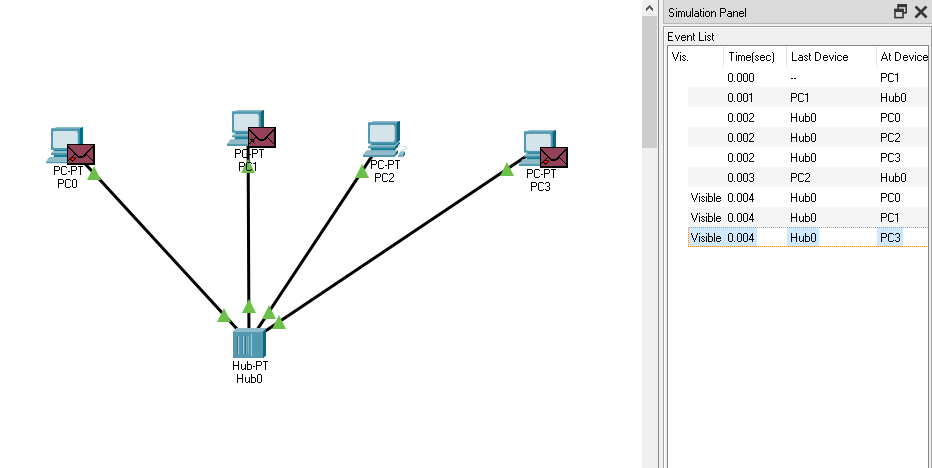 Simulation Panel
Event List
Vis. Time(sec) Last Device At Device
0.000 -- PC1
0.001 PC1 Hub0
0.002 Hub0 PC0
0.002 Hub0 PC2
0.002 Hub0 PC3
0.003 PC2 Hub0
Visible 0.004 Hub0 PC0
Visible 0.004 Hub0 PC1
Visible 0.004 Hub0 PC3
PC-PT
PC0
PC-PT
PC1
PC-PT
PC2
PC-PT
PC3
Hub-PT
Hub0